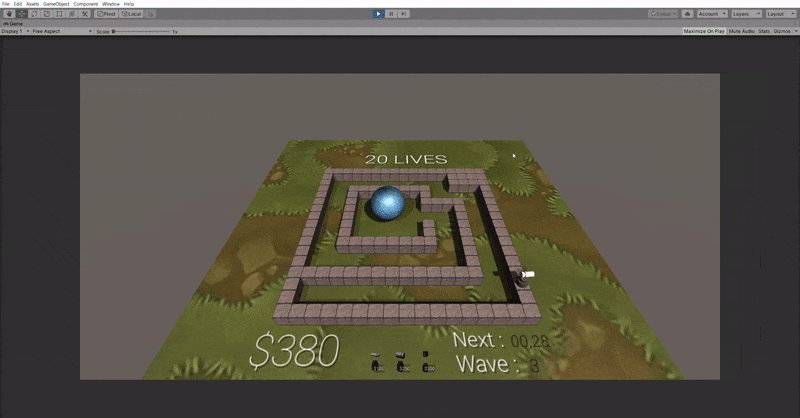 File Edit Assets GameObject Component Window Help
Pivot Local Collab Account Layers Layout
Game
Display 1 Free Aspect Scale 1x Maximize On Play Mute Audio Stats Gizmos
20 LIVES
$380
Next : 00,28
Wave : 3